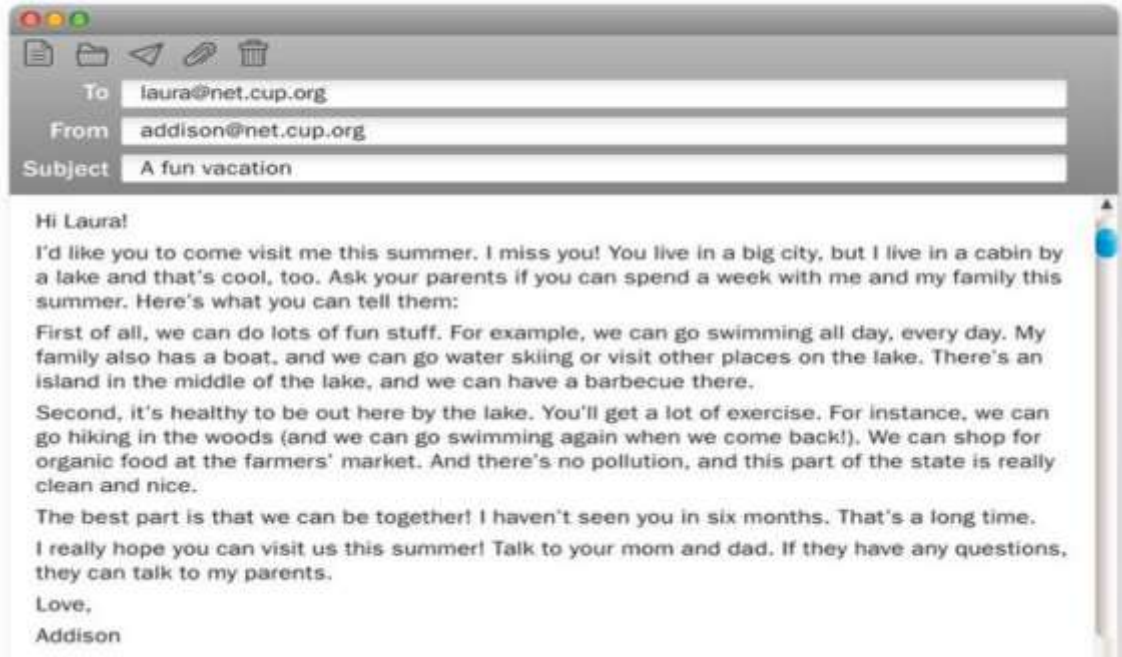 To laura@net.cup.org
From addison@net.cup.org
Subject A fun vacation
Hi Laura!
I'd like you to come visit me this summer. I miss you! You live in a big city, but I live in a cabin by
a lake and that's cool, too. Ask your parents if you can spend a week with me and my family this
summer. Here's what you can tell them:
First of all, we can do lots of fun stuff. For example, we can go swimming all day, every day. My
family also has a boat, and we can go water skiing or visit other places on the lake. There's an
island in the middle of the lake, and we can have a barbecue there.
Second, it's healthy to be out here by the lake. You'll get a lot of exercise. For instance, we can
go hiking in the woods (and we can go swimming again when we come back!). We can shop for
organic food at the farmers' market. And there's no pollution, and this part of the state is really
clean and nice.
The best part is that we can be together! I haven't seen you in six months. That's a long time.
I really hope you can visit us this summer! Talk to your mom and dad. If they have any questions,
they can talk to my parents.
Love,
Addison